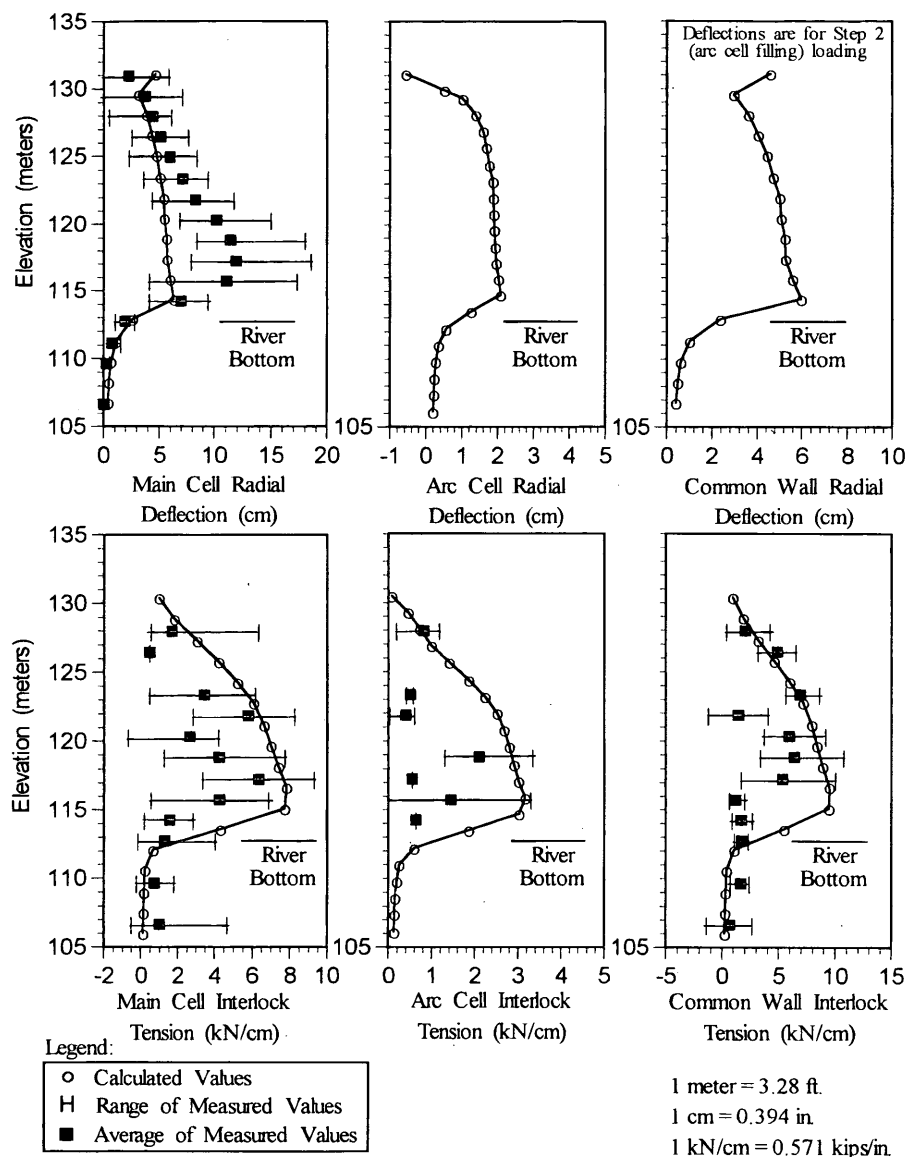 135
130
125
120
115
110
105
Elevation (meters)
River
Bottom
0 5 10 15 20
Main Cell Radial
Deflection (cm)
105
River
Bottom
-1 0 1 2 3 4 5
Arc Cell Radial
Deflection (cm)
Deflections are for Step 2
(arc cell filling) loading
105
River
Bottom
0 2 4 6 8 10
Common Wall Radial
Deflection (cm)
135
130
125
120
115
110
105
Elevation (meters)
River
Bottom
-2 0 2 4 6 8 10
Main Cell Interlock
Tension (kN/cm)
105
River
Bottom
0 1 2 3 4 5
Arc Cell Interlock
Tension (kN/cm)
105
River
Bottom
-5 0 5 10 15
Common Wall Interlock
Tension (kN/cm)
Legend:
Calculated Values
Range of Measured Values
Average of Measured Values
1 meter = 3.28 ft.
1 cm = 0.394 in.
1 kN/cm = 0.571 kips/in.